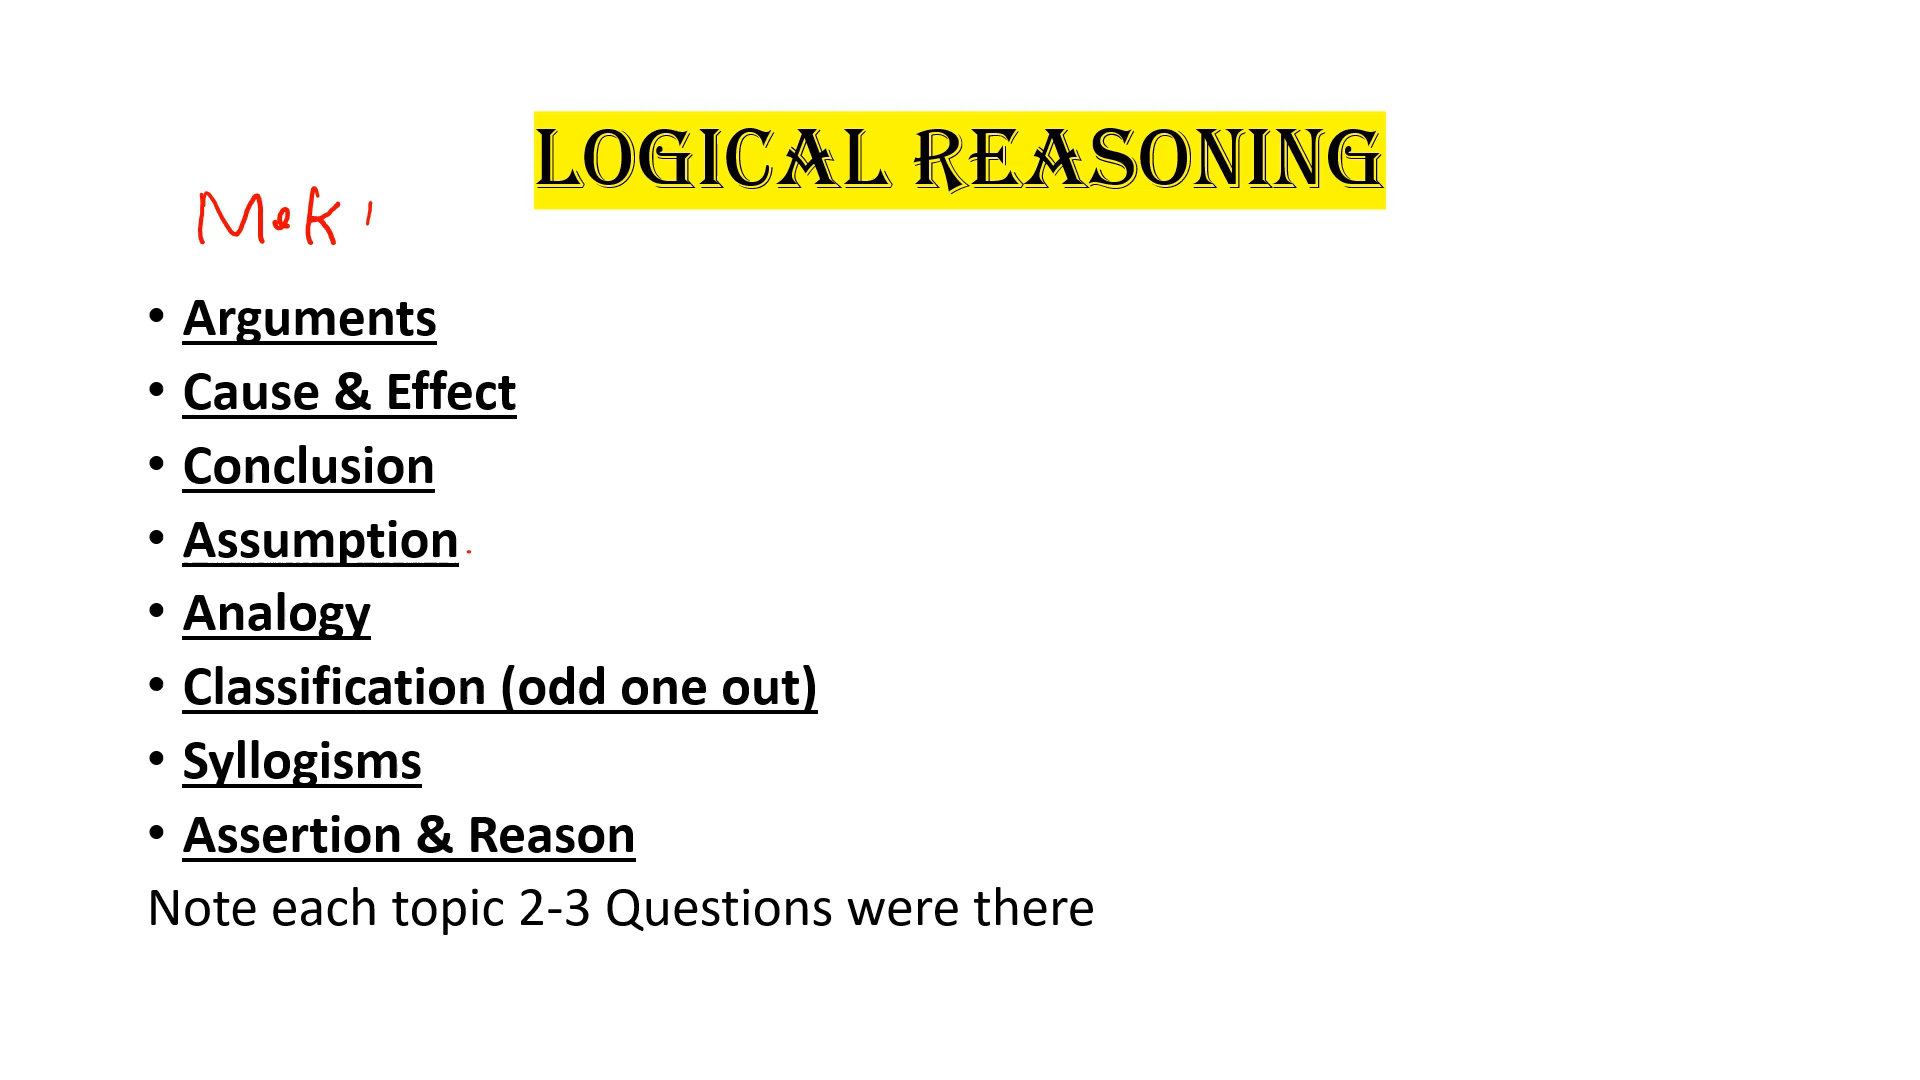 LOGICAL REASONING
• Arguments
• Cause & Effect
• Conclusion
• Assumption
• Analogy
• Classification (odd one out)
• Syllogisms
• Assertion & Reason
Note each topic 2-3 Questions were there